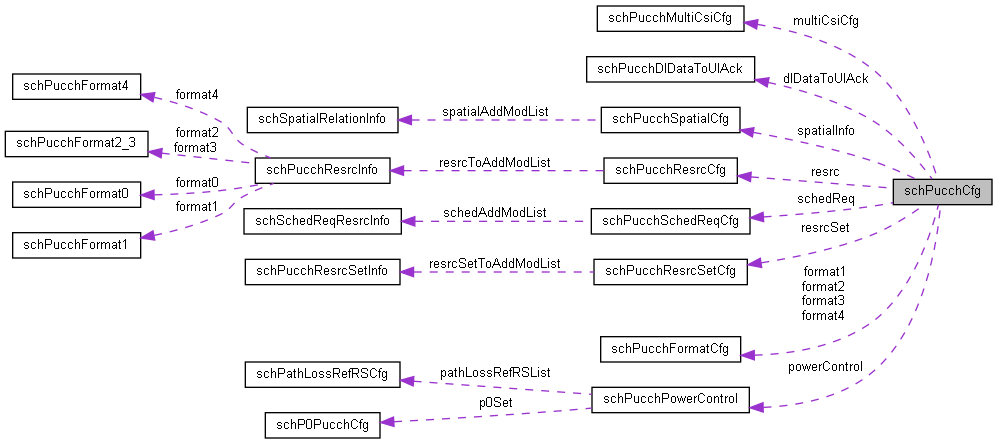 schPucchMultiCsiCfg
multiCsiCfg
schPucchDlDataToUlAck
dlDataToUlAck
schPucchFormat4
format4
schSpatialRelationInfo
spatialAddModList
schPucchSpatialCfg
spatialInfo
schPucchFormat2_3
format2
format3
schPucchResrcInfo
resrcToAddModList
schPucchResrcCfg
resrc
schPucchCfg
schPucchFormat0
format0
schPucchFormat1
format1
schSchedReqResrcInfo
schedAddModList
schPucchSchedReqCfg
schedReq
schPucchResrcSetInfo
resrcSetToAddModList
schPucchResrcSetCfg
resrcSet
format1
format2
format3
format4
schPucchFormatCfg
schPathLossRefRSCfg
pathLossRefRSList
schPucchPowerControl
powerControl
schP0PucchCfg
p0Set